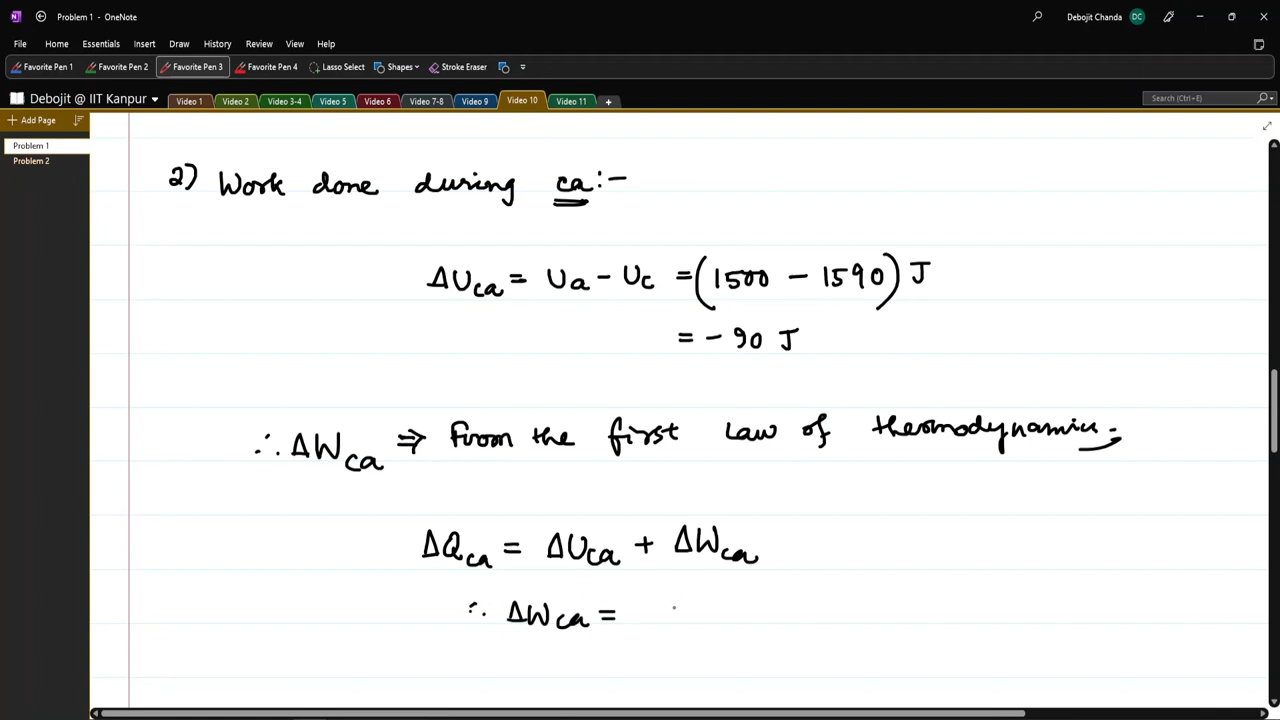 Problem 1 - OneNote
Debojit Chanda DC
File Home Essentials Insert Draw History Review View Help
Favorite Pen 1 Favorite Pen 2 Favorite Pen 3 Favorite Pen 4 Lasso Select Shapes Stroke Eraser
Debojit @ IIT Kanpur Video 1 Video 2 Video 3-4 Video 5 Video 6 Video 7-8 Video 9 Video 10 Video 11 + Search (Ctrl+E)
+ Add Page
Problem 1
Problem 2
2) Work done during ca:-
ΔUca = Ua - Uc = (1500 - 1590) J
= - 90 J
∴ ΔWca ⇒ From the first law of thermodynamics.
ΔQca = ΔUca + ΔWca
∴ ΔWca =